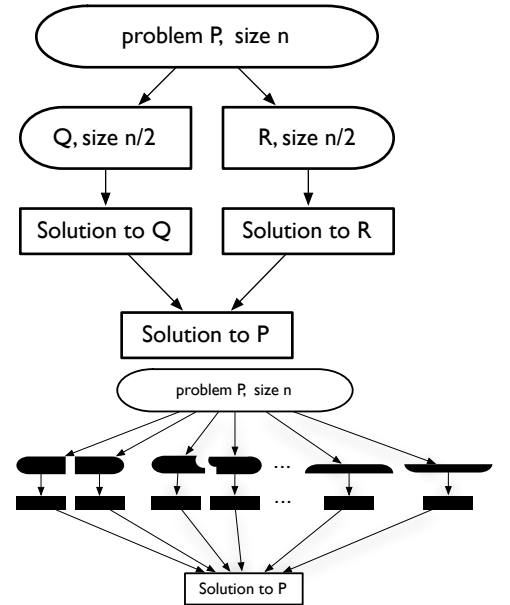 problem P, size n
Q, size n/2
R, size n/2
Solution to Q
Solution to R
Solution to P
problem P, size n
...
...
Solution to P